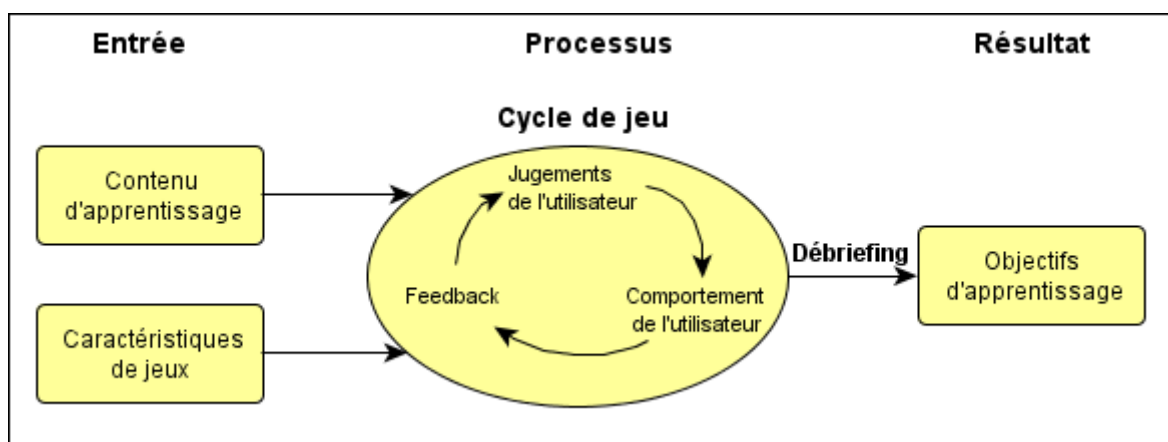 Entrée
Processus
Résultat
Cycle de jeu
Contenu
d'apprentissage
Jugements
de l'utilisateur
Débriefing
Objectifs
d'apprentissage
Feedback
Comportement
de l'utilisateur
Caractéristiques
de jeux